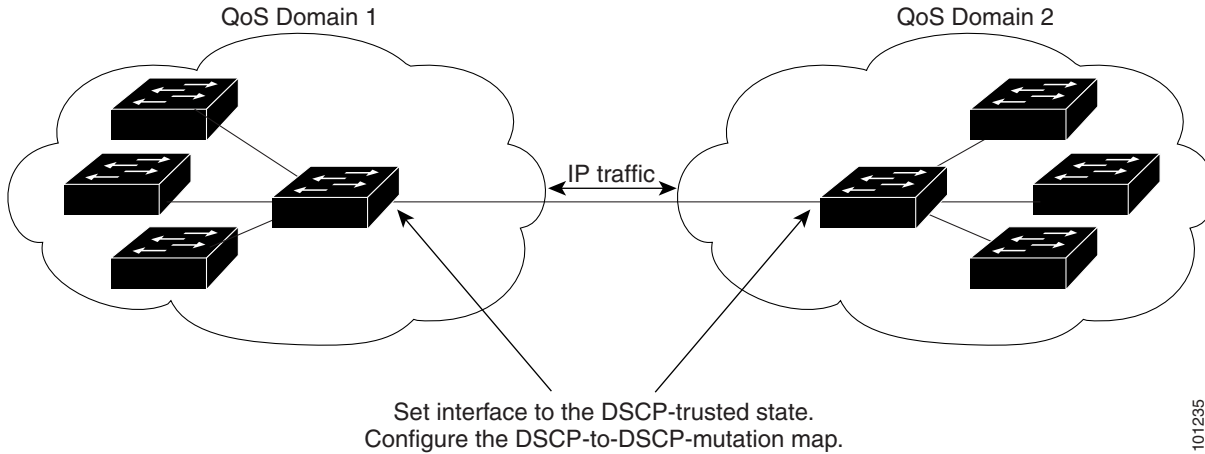 QoS Domain 1
QoS Domain 2
IP traffic
Set interface to the DSCP-trusted state.
Configure the DSCP-to-DSCP-mutation map.
101235